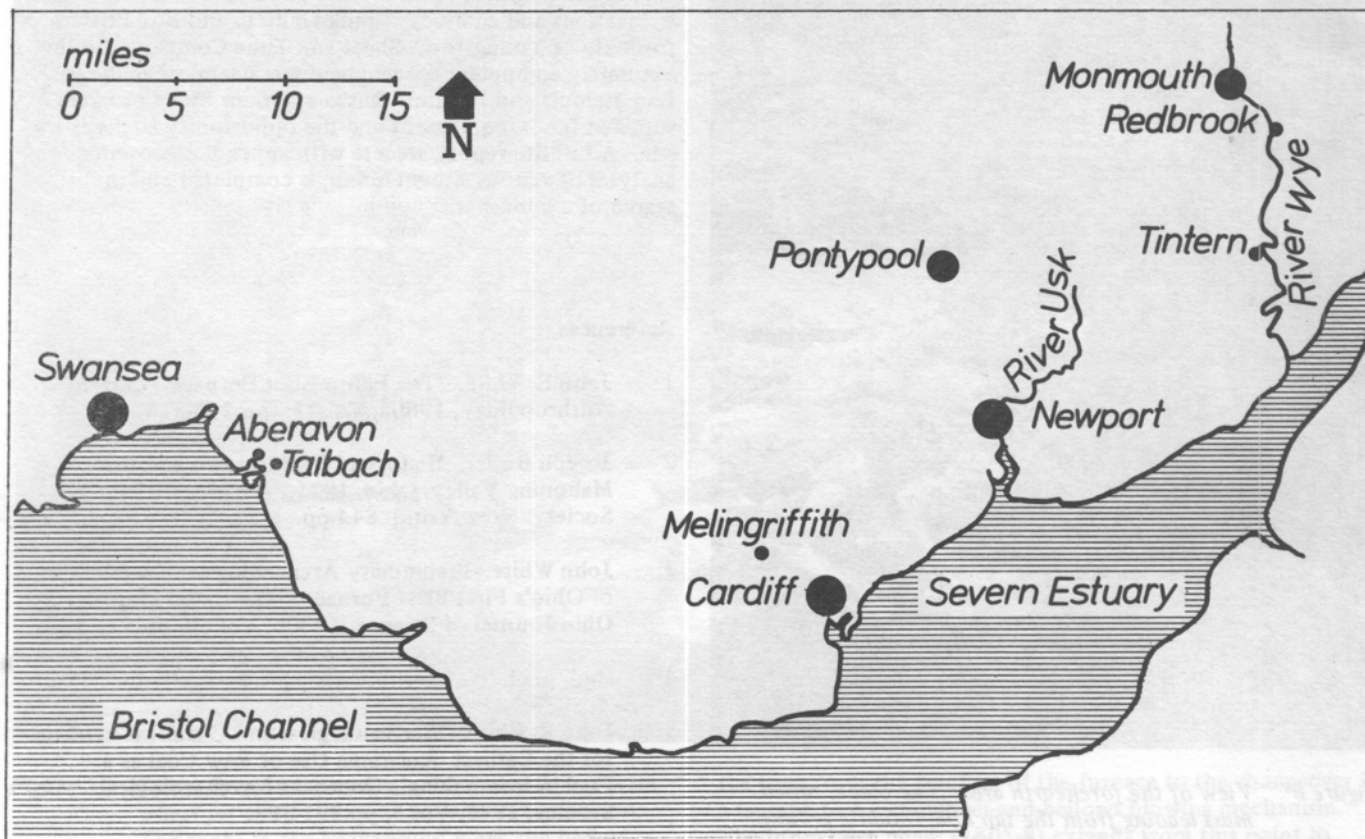 miles
0 5 10 15
N
Monmouth
Redbrook
River Wye
Tintern
Pontypool
River Usk
Swansea
Newport
Aberavon
Taibach
Melingriffith
Cardiff
Severn Estuary
Bristol Channel